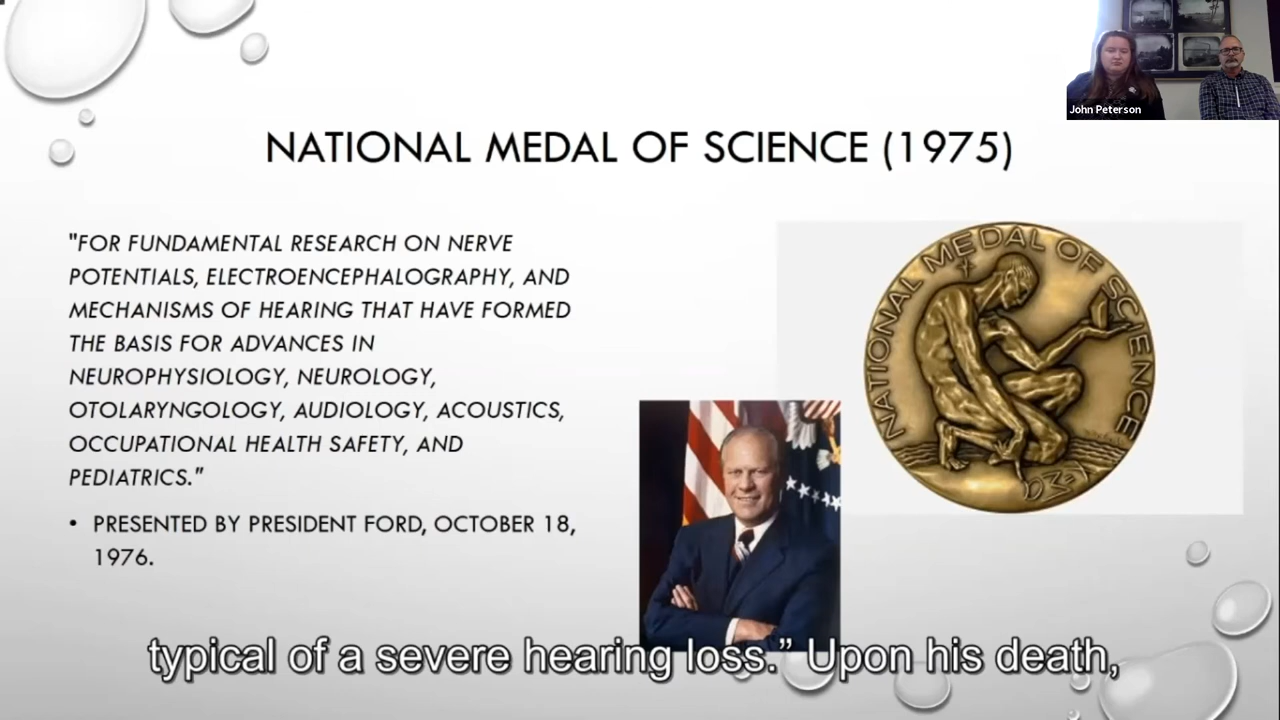 John Peterson
NATIONAL MEDAL OF SCIENCE (1975)
"FOR FUNDAMENTAL RESEARCH ON NERVE
POTENTIALS, ELECTROENCEPHALOGRAPHY, AND
MECHANISMS OF HEARING THAT HAVE FORMED
THE BASIS FOR ADVANCES IN
NEUROPHYSIOLOGY, NEUROLOGY,
OTOLARYNGOLOGY, AUDIOLOGY, ACOUSTICS,
OCCUPATIONAL HEALTH SAFETY, AND
PEDIATRICS."
• PRESENTED BY PRESIDENT FORD, OCTOBER 18,
1976.
NATIONAL MEDAL OF SCIENCE
typical of a severe hearing loss.” Upon his death,